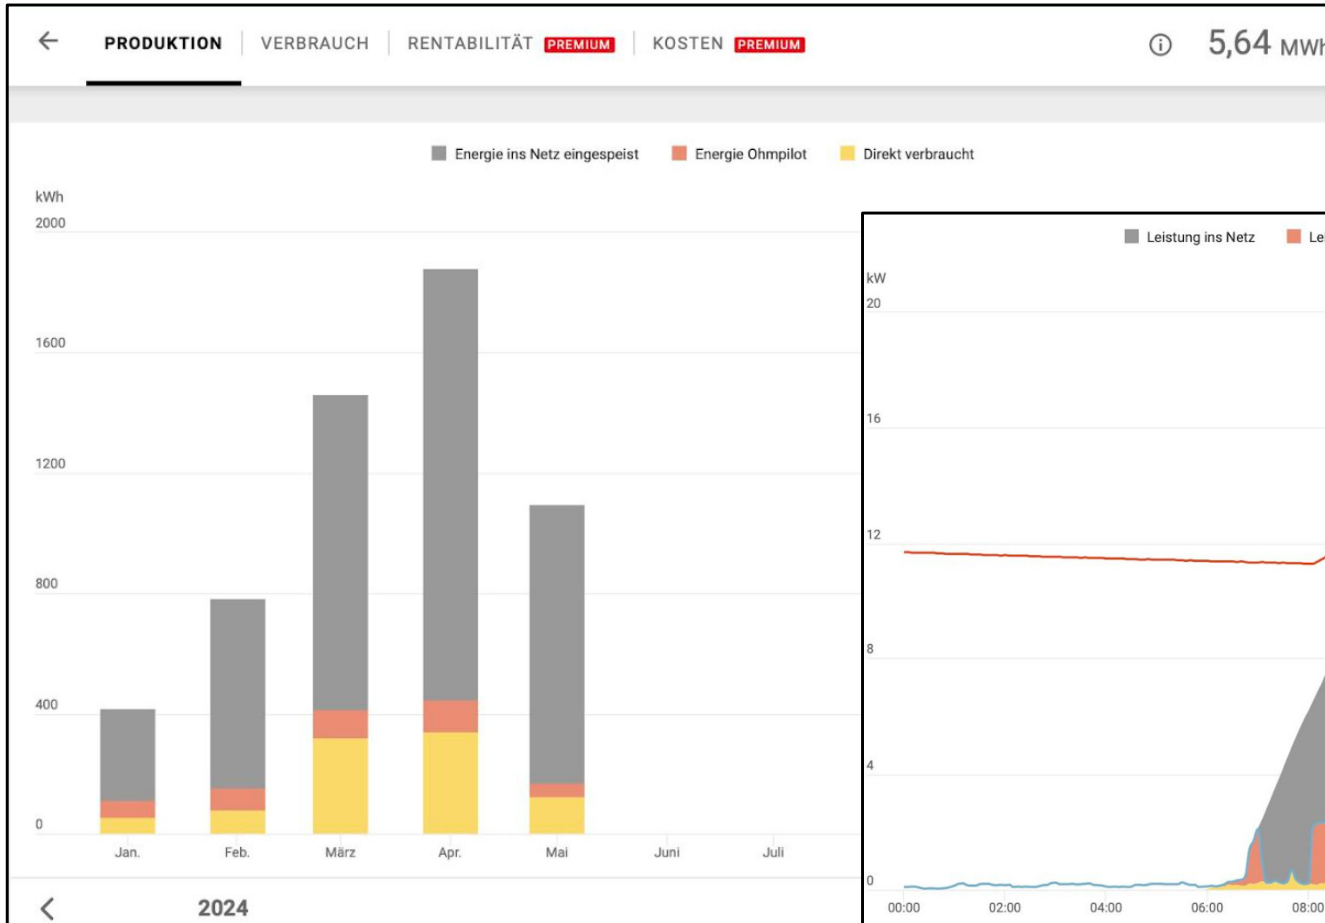 PRODUKTION VERBRAUCH RENTABILITÄT PREMIUM KOSTEN PREMIUM 5,64 MWh
Energie ins Netz eingespeist Energie Ohmpilot Direkt verbraucht
kWh
2000
1600
1200
800
400
0
Jan. Feb. März Apr. Mai Juni Juli
2024
Leistung ins Netz Lei
kW
20
16
12
8
4
0
00:00 02:00 04:00 06:00 08:00